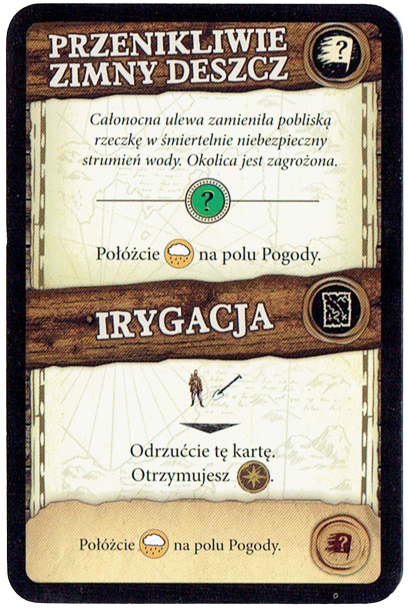 PRZENIKLIWIE
ZIMNY DESZCZ
?
Całonocna ulewa zamieniła pobliską
rzeczkę w śmiertelnie niebezpieczny
strumień wody. Okolica jest zagrożona.
?
Połóżcie na polu Pogody.
IRYGACJA
Odrzućcie tę kartę.
Otrzymujesz .
Połóżcie na polu Pogody.
?